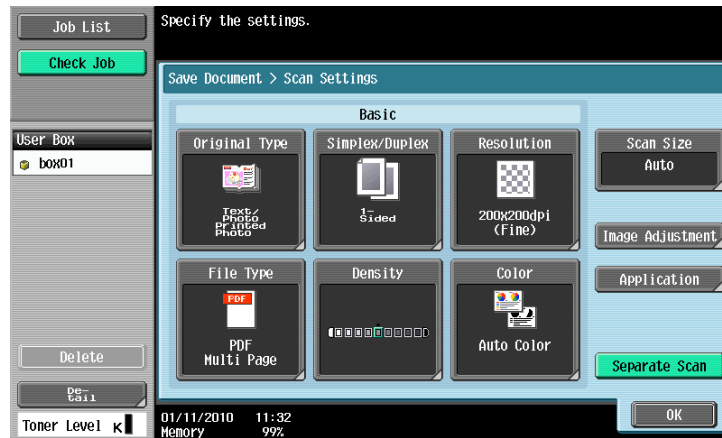 Job List
Specify the settings.
Check Job
Save Document > Scan Settings
Basic
User Box
box01
Original Type
Text/
Photo
Printed
Photo
Simplex/Duplex
1-
Sided
Resolution
200X200dpi
(Fine)
Scan Size
Auto
Image Adjustment
File Type
PDF
PDF
Multi Page
Density
Color
Auto Color
Application
Separate Scan
Delete
De-
tail
OK
Toner Level K
01/11/2010 11:32
Memory 99%